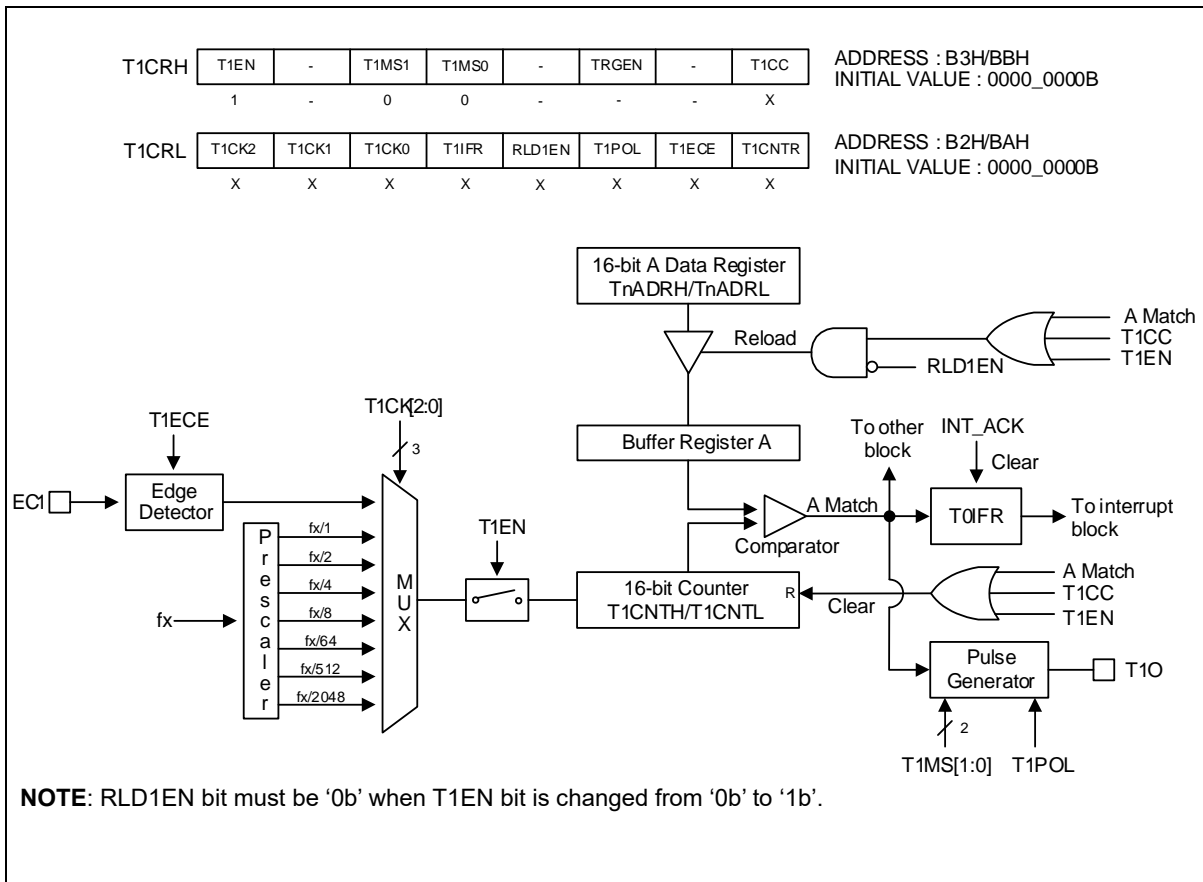 T1CRH T1EN - T1MS1 T1MS0 - TRGEN - T1CC
ADDRESS : B3H/BBH
INITIAL VALUE : 0000_0000B
1 - 0 0 - - - X
T1CRL T1CK2 T1CK1 T1CK0 T1IFR RLD1EN T1POL T1ECE T1CNTR
ADDRESS : B2H/BAH
INITIAL VALUE : 0000_0000B
X X X X X X X X
16-bit A Data Register
TnADRH/TnADRL
Reload
A Match
T1CC
T1EN
RLD1EN
T1ECE
T1CK[2:0]
3
Buffer Register A
To other
block
INT_ACK
Clear
EC1
Edge
Detector
T1EN
A Match
Comparator
T0IFR
To interrupt
block
Prescaler
fx/1
fx/2
fx/4
fx/8
fx/64
fx/512
fx/2048
fx
MUX
16-bit Counter
T1CNTH/T1CNTL
R
Clear
A Match
T1CC
T1EN
Pulse
Generator
T1O
2
T1MS[1:0]
T1POL
NOTE: RLD1EN bit must be ‘0b’ when T1EN bit is changed from ‘0b’ to ‘1b’.